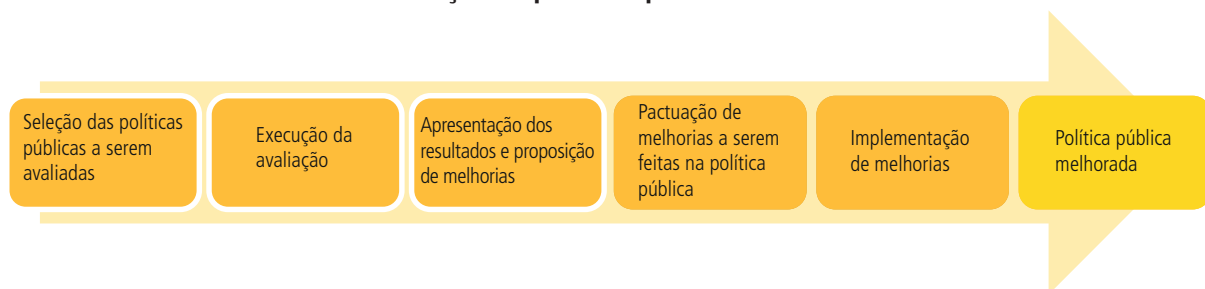 Seleção das políticas
públicas a serem
avaliadas
Execução da
avaliação
Apresentação dos
resultados e proposição
de melhorias
Pactuação de
melhorias a serem
feitas na política
pública
Implementação
de melhorias
Política pública
melhorada